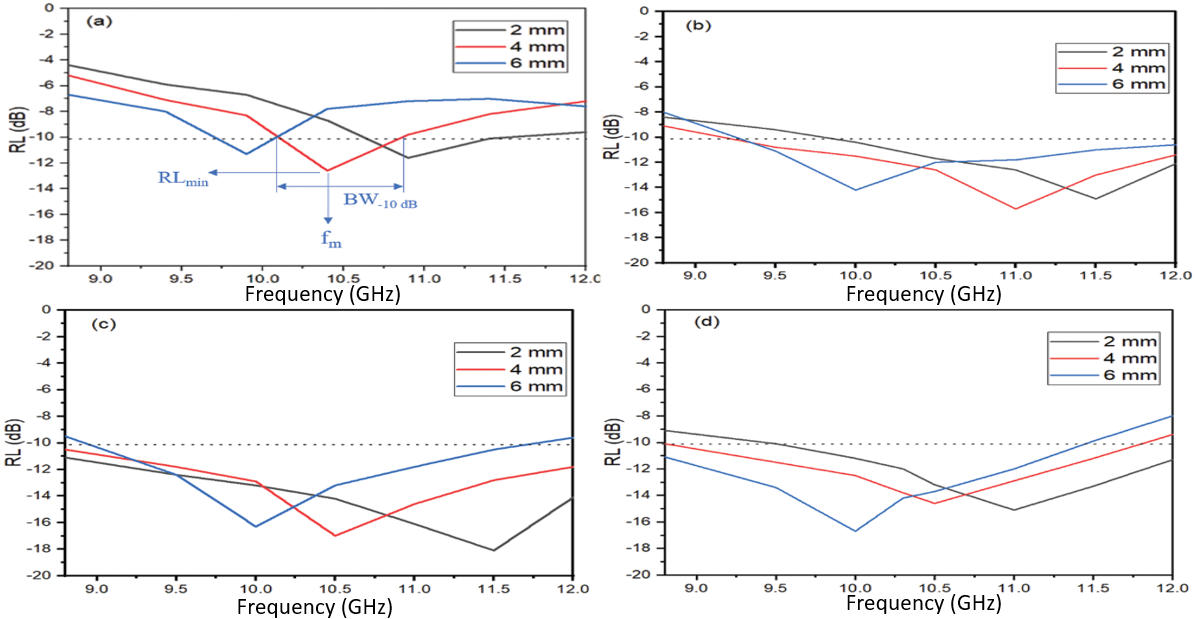 (a)
2 mm
4 mm
6 mm
RL (dB)
0
-2
-4
-6
-8
-10
-12
-14
-16
-18
-20
RLmin
BW-10 dB
fm
9.0 9.5 10.0 10.5 11.0 11.5 12.0
Frequency (GHz)
(b)
2 mm
4 mm
6 mm
RL (dB)
0
-2
-4
-6
-8
-10
-12
-14
-16
-18
-20
9.0 9.5 10.0 10.5 11.0 11.5 12.0
Frequency (GHz)
(c)
2 mm
4 mm
6 mm
RL (dB)
0
-2
-4
-6
-8
-10
-12
-14
-16
-18
-20
9.0 9.5 10.0 10.5 11.0 11.5 12.0
Frequency (GHz)
(d)
2 mm
4 mm
6 mm
RL (dB)
0
-2
-4
-6
-8
-10
-12
-14
-16
-18
-20
9.0 9.5 10.0 10.5 11.0 11.5 12.0
Frequency (GHz)